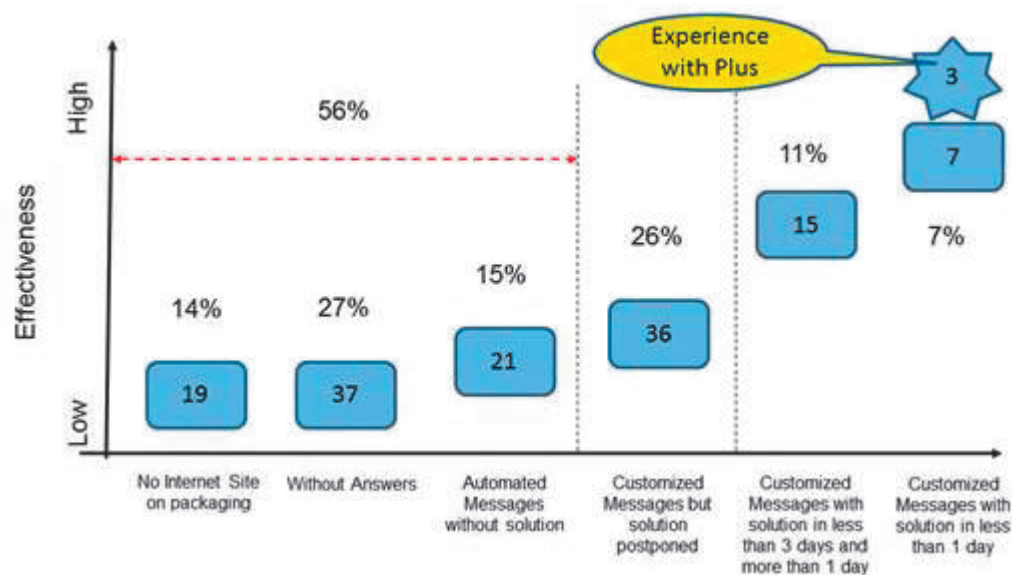 Experience
with Plus
3
High
56%
11%
7
15
Effectiveness
26%
7%
15%
14%
27%
36
21
19
37
Low
No Internet Site
on packaging
Without Answers
Automated
Messages
without solution
Customized
Messages but
solution
postponed
Customized
Messages with
solution in less
than 3 days and
more than 1 day
Customized
Messages with
solution in less
than 1 day